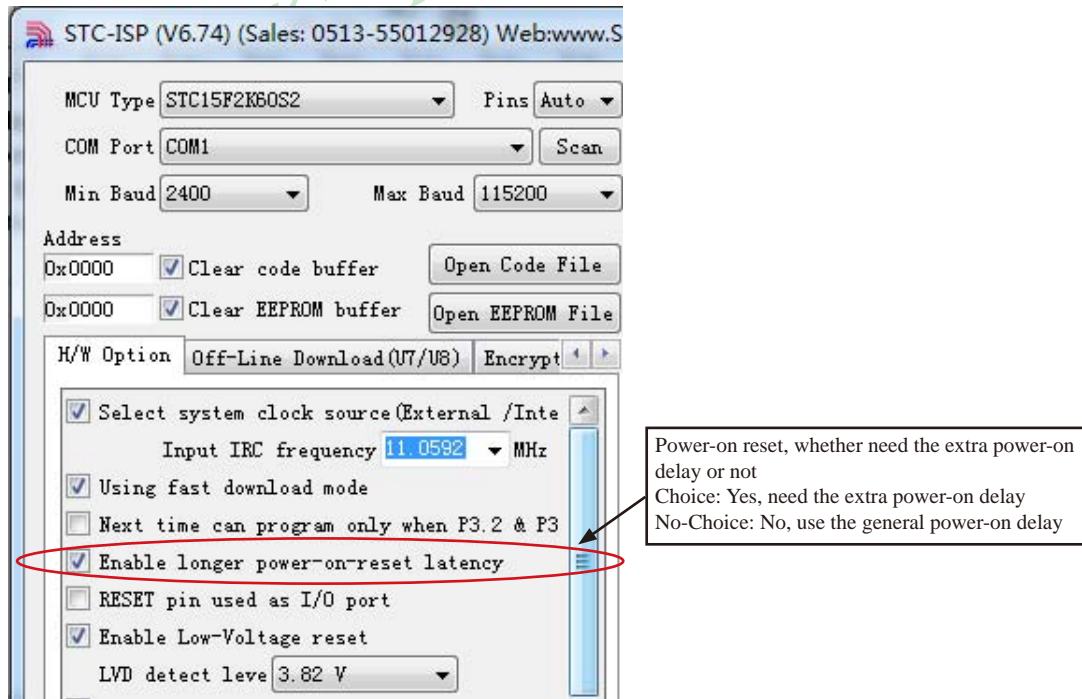 STC-ISP (V6.74) (Sales: 0513-55012928) Web:www.S
MCU Type STC15F2K60S2 Pins Auto
COM Port COM1 Scan
Min Baud 2400 Max Baud 115200
Address
0x0000 Clear code buffer Open Code File
0x0000 Clear EEPROM buffer Open EEPROM File
H/W Option Off-Line Download(U7/U8) Encrypt
Select system clock source(External /Inte
Input IRC frequency 11.0592 MHz
Using fast download mode
Next time can program only when P3.2 & P3
Enable longer power-on-reset latency
RESET pin used as I/O port
Enable Low-Voltage reset
LVD detect leve 3.82 V
Power-on reset, whether need the extra power-on
delay or not
Choice: Yes, need the extra power-on delay
No-Choice: No, use the general power-on delay